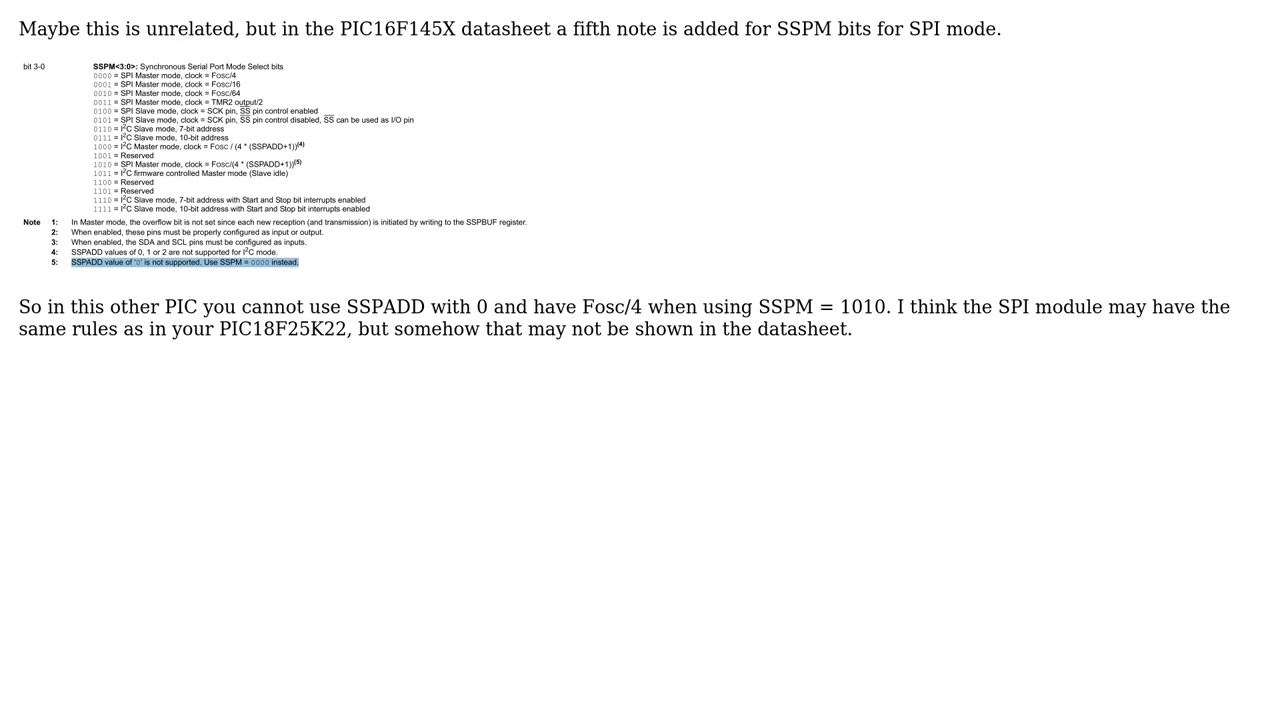 Maybe this is unrelated, but in the PIC16F145X datasheet a fifth note is added for SSPM bits for SPI mode.
bit 3-0 SSPM<3:0>: Synchronous Serial Port Mode Select bits
0000 = SPI Master mode, clock = FOSC/4
0001 = SPI Master mode, clock = FOSC/16
0010 = SPI Master mode, clock = FOSC/64
0011 = SPI Master mode, clock = TMR2 output/2
0100 = SPI Slave mode, clock = SCK pin, SS pin control enabled
0101 = SPI Slave mode, clock = SCK pin, SS pin control disabled, SS can be used as I/O pin
0110 = I2C Slave mode, 7-bit address
0111 = I2C Slave mode, 10-bit address
1000 = I2C Master mode, clock = FOSC / (4 * (SSPADD+1))(4)
1001 = Reserved
1010 = SPI Master mode, clock = FOSC/(4 * (SSPADD+1))(5)
1011 = I2C firmware controlled Master mode (Slave idle)
1100 = Reserved
1101 = Reserved
1110 = I2C Slave mode, 7-bit address with Start and Stop bit interrupts enabled
1111 = I2C Slave mode, 10-bit address with Start and Stop bit interrupts enabled
Note 1: In Master mode, the overflow bit is not set since each new reception (and transmission) is initiated by writing to the SSPBUF register.
2: When enabled, these pins must be properly configured as input or output.
3: When enabled, the SDA and SCL pins must be configured as inputs.
4: SSPADD values of 0, 1 or 2 are not supported for I2C mode.
5: SSPADD value of '0' is not supported. Use SSPM = 0000 instead.
So in this other PIC you cannot use SSPADD with 0 and have Fosc/4 when using SSPM = 1010. I think the SPI module may have the
same rules as in your PIC18F25K22, but somehow that may not be shown in the datasheet.